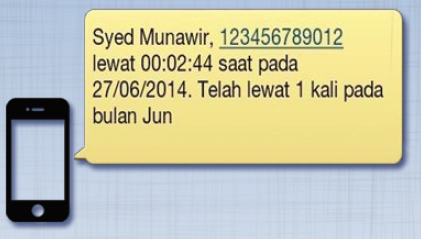 Syed Munawir, 123456789012
lewat 00:02:44 saat pada
27/06/2014. Telah lewat 1 kali pada
bulan Jun